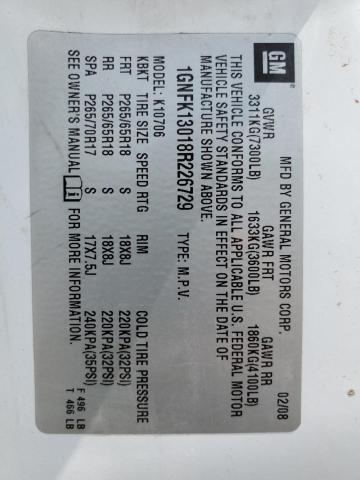 GM
MFD BY GENERAL MOTORS CORP. 02/08
GVWR GAWR FRT GAWR RR
3311KG(7300LB) 1633KG(3600LB) 1860KG(4100LB)
THIS VEHICLE CONFORMS TO ALL APPLICABLE U.S. FEDERAL MOTOR
VEHICLE SAFETY STANDARDS IN EFFECT ON THE DATE OF
MANUFACTURE SHOWN ABOVE.
1GNFK13018R226729 TYPE: M.P.V.
MODEL: K10706
KBKT TIRE SIZE SPEED RTG RIM COLD TIRE PRESSURE
FRT P265/65R18 S 18X8J 220KPA(32PSI)
RR P265/65R18 S 18X8J 220KPA(32PSI)
SPA P265/70R17 S 17X7.5J 240KPA(35PSI)
SEE OWNER'S MANUAL i FOR MORE INFORMATION.
F 496 LB
T 466 LB